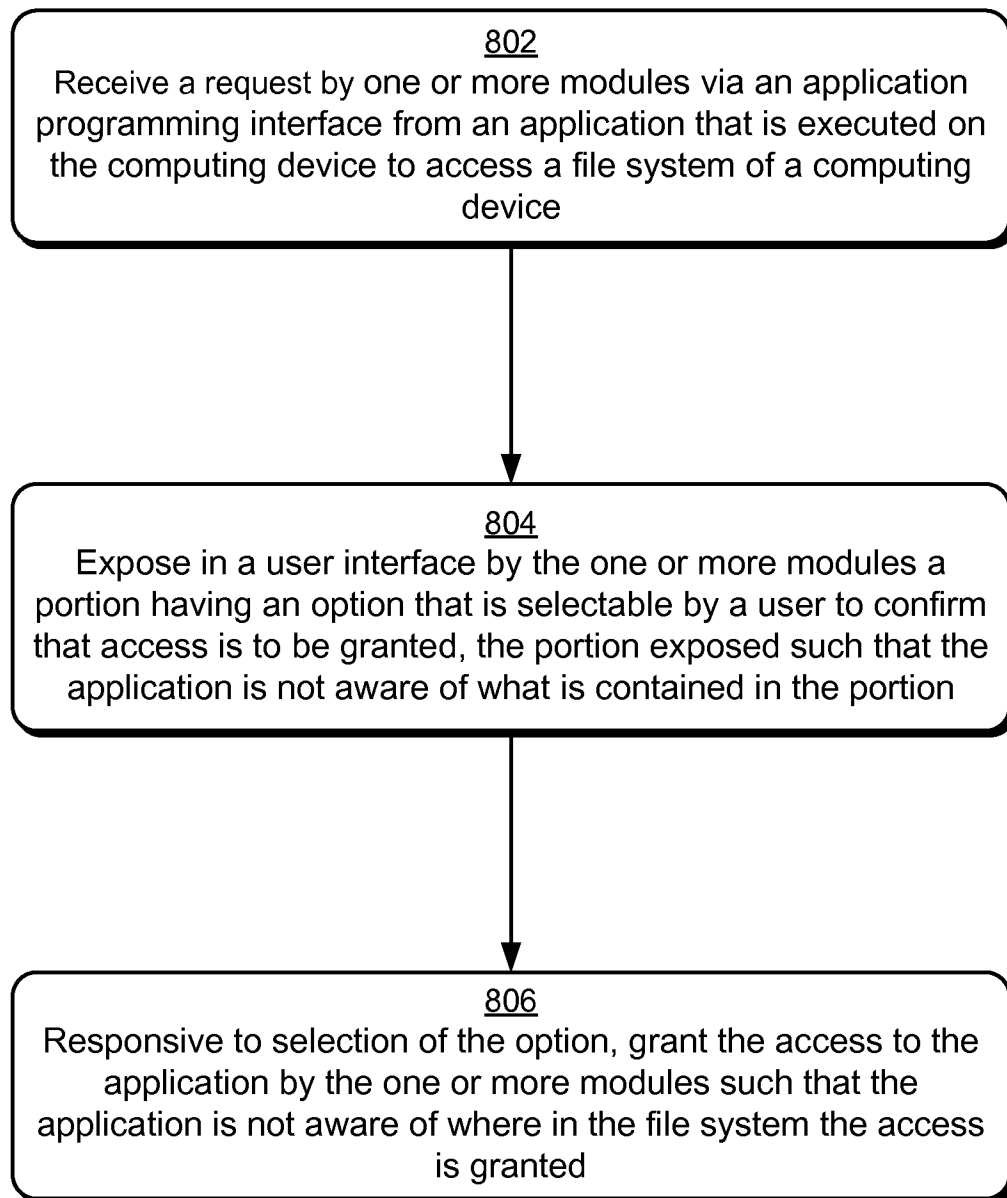 802
Receive a request by one or more modules via an application
programming interface from an application that is executed on
the computing device to access a file system of a computing
device
804
Expose in a user interface by the one or more modules a
portion having an option that is selectable by a user to confirm
that access is to be granted, the portion exposed such that the
application is not aware of what is contained in the portion
806
Responsive to selection of the option, grant the access to the
application by the one or more modules such that the
application is not aware of where in the file system the access
is granted